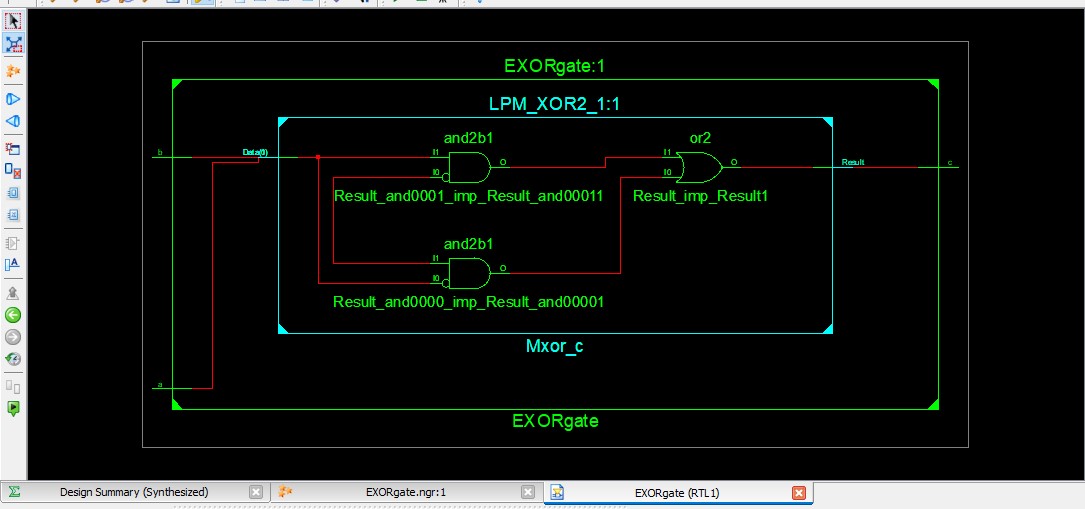 EXORgate:1
LPM_XOR2_1:1
and2b1
or2
b
Data(0)
I1
O
I0
I1
O
I0
Result
c
Result_and0001_imp_Result_and00011
Result_imp_Result1
and2b1
I1
O
I0
Result_and0000_imp_Result_and00001
Mxor_c
a
EXORgate
Design Summary (Synthesized)
EXORgate.ngr:1
EXORgate (RTL1)